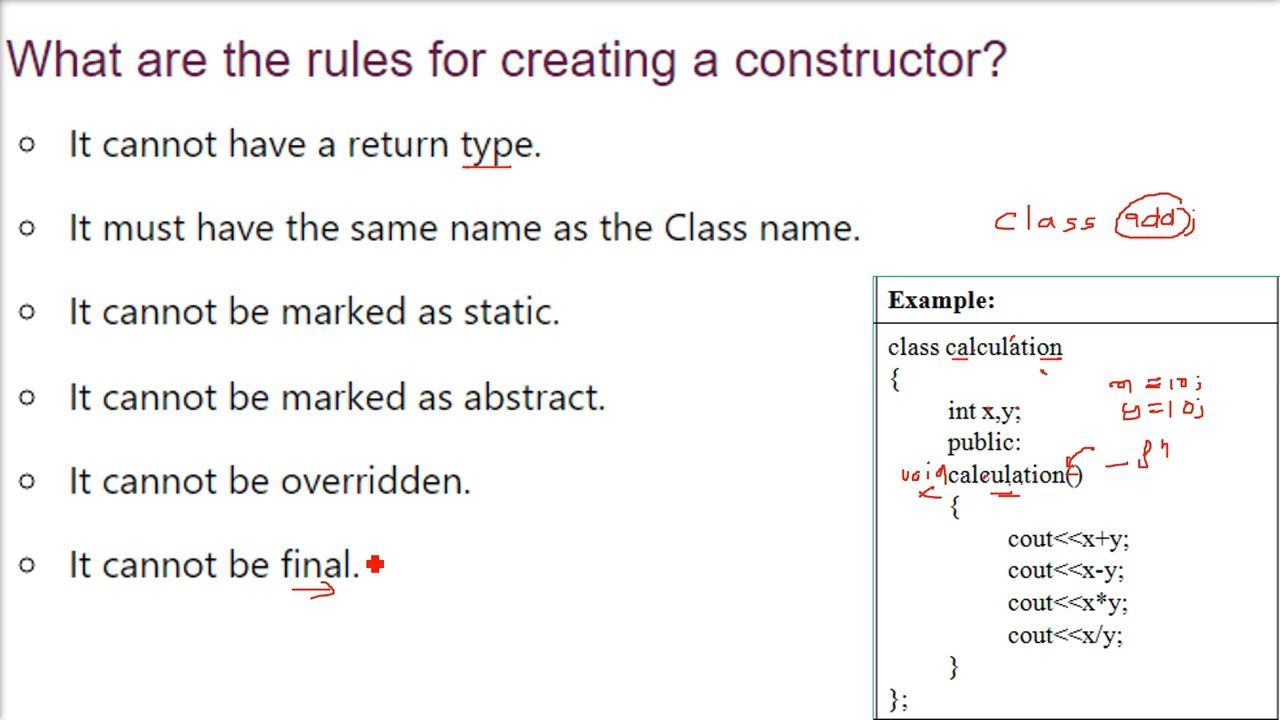 What are the rules for creating a constructor?
It cannot have a return type.
It must have the same name as the Class name.
It cannot be marked as static.
It cannot be marked as abstract.
It cannot be overridden.
It cannot be final.
class add;
Example:
class calculation
{
int x,y;
=10;
y=10;
public:
void calculation()
{
cout<<x+y;
cout<<x-y;
cout<<x*y;
cout<<x/y;
}
};